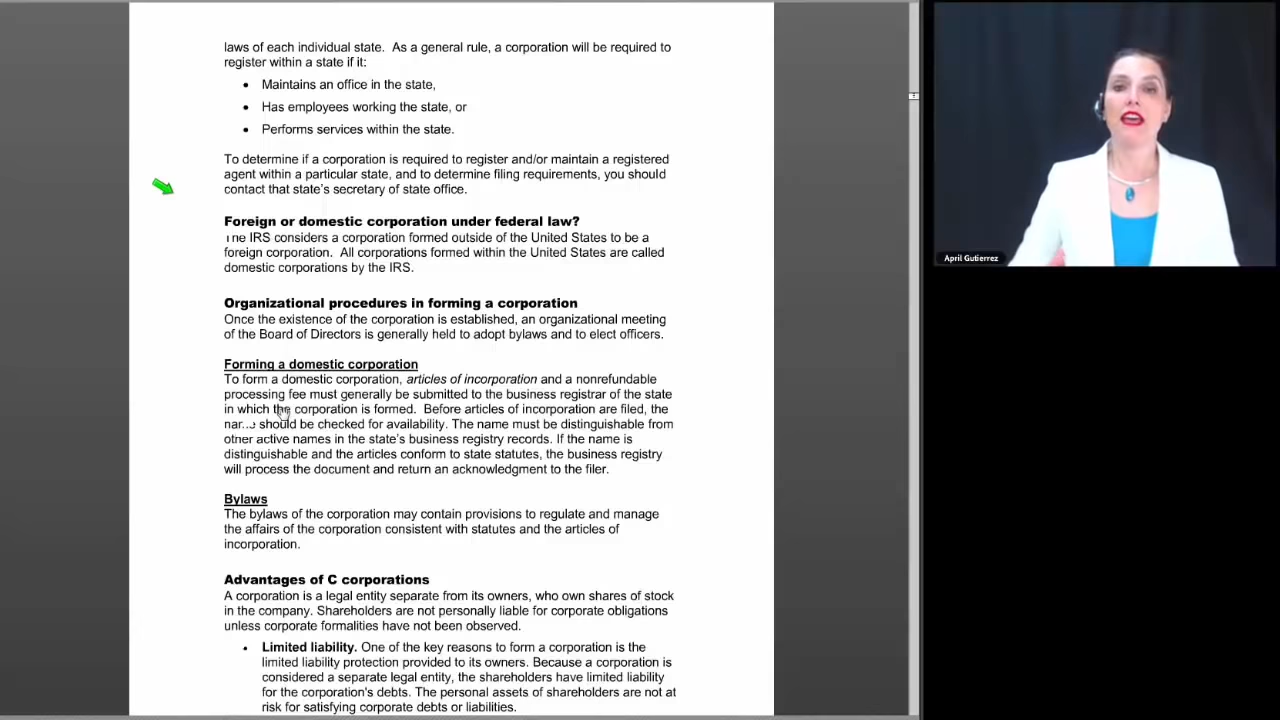 laws of each individual state. As a general rule, a corporation will be required to
register within a state if it:
• Maintains an office in the state,
• Has employees working the state, or
• Performs services within the state.
To determine if a corporation is required to register and/or maintain a registered
agent within a particular state, and to determine filing requirements, you should
contact that state's secretary of state office.
Foreign or domestic corporation under federal law?
The IRS considers a corporation formed outside of the United States to be a
foreign corporation. All corporations formed within the United States are called
domestic corporations by the IRS.
Organizational procedures in forming a corporation
Once the existence of the corporation is established, an organizational meeting
of the Board of Directors is generally held to adopt bylaws and to elect officers.
Forming a domestic corporation
To form a domestic corporation, articles of incorporation and a nonrefundable
processing fee must generally be submitted to the business registrar of the state
in which the corporation is formed. Before articles of incorporation are filed, the
should be checked for availability. The name must be distinguishable from
other active names in the state's business registry records. If the name is
distinguishable and the articles conform to state statutes, the business registry
will process the document and return an acknowledgment to the filer.
Bylaws
The bylaws of the corporation may contain provisions to regulate and manage
the affairs of the corporation consistent with statutes and the articles of
incorporation.
Advantages of C corporations
A corporation is a legal entity separate from its owners, who own shares of stock
in the company. Shareholders are not personally liable for corporate obligations
unless corporate formalities have not been observed.
• Limited liability. One of the key reasons to form a corporation is the
limited liability protection provided to its owners. Because a corporation is
considered a separate legal entity, the shareholders have limited liability
for the corporation's debts. The personal assets of shareholders are not at
risk for satisfying corporate debts or liabilities.
April Gutierrez